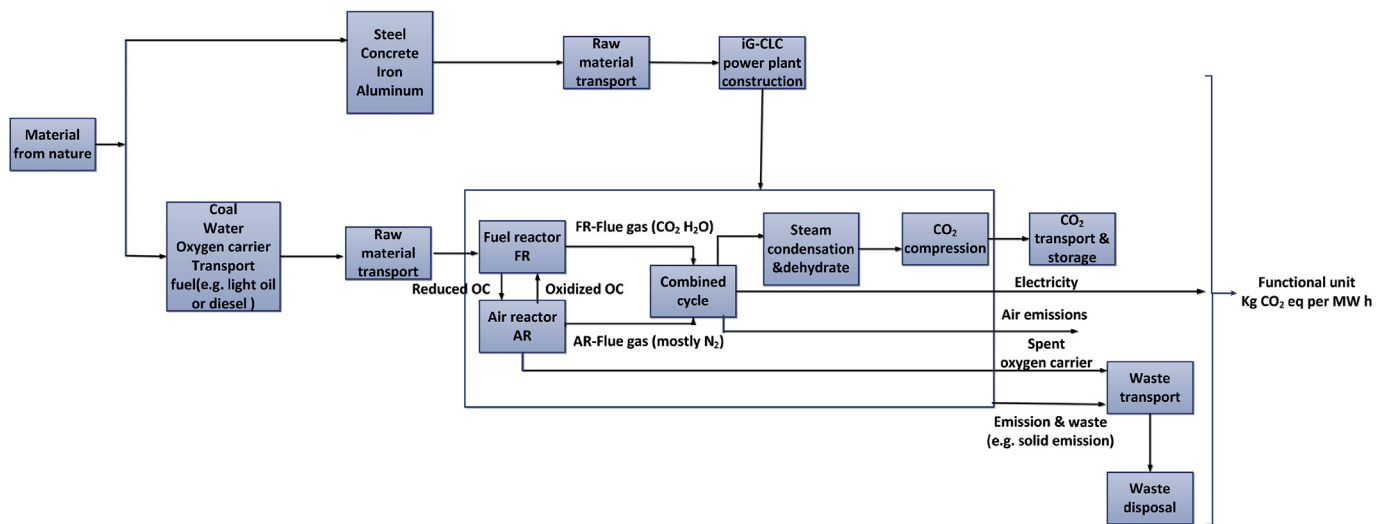 Steel
Concrete
Iron
Aluminum
Raw
material
transport
iG-CLC
power plant
construction
Material
from nature
Coal
Water
Oxygen carrier
Transport
fuel(e.g. light oil
or diesel )
Raw
material
transport
Fuel reactor
FR
FR-Flue gas (CO₂ H₂O)
Steam
condensation
&dehydrate
CO₂
compression
CO₂
transport &
storage
Reduced OC
Oxidized OC
Combined
cycle
Electricity
Air reactor
AR
AR-Flue gas (mostly N₂)
Air emissions
Spent
oxygen carrier
Functional unit
Kg CO₂ eq per MW h
Waste
transport
Emission & waste
(e.g. solid emission)
Waste
disposal